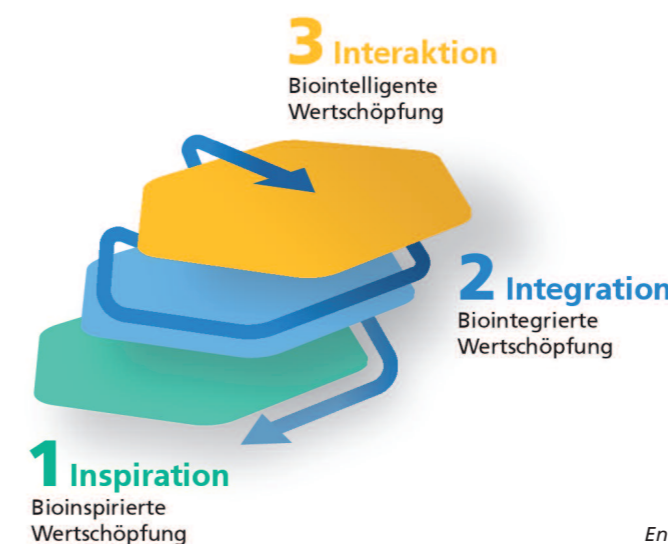 3 Interaktion
Biointelligente
Wertschöpfung
2 Integration
Biointegrierte
Wertschöpfung
1 Inspiration
Bioinspirierte
Wertschöpfung